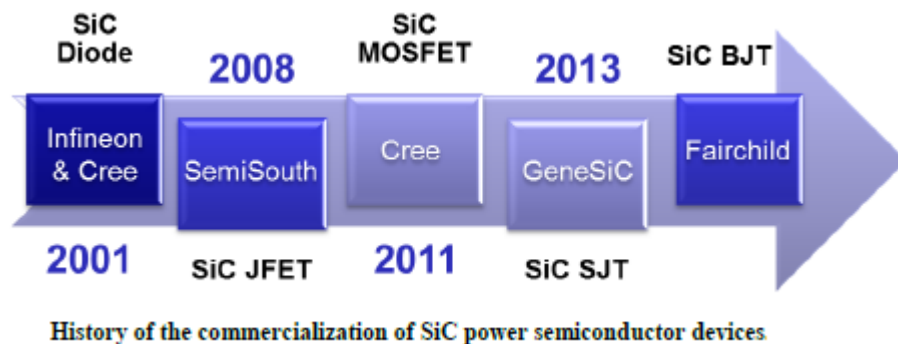 SiC
Diode
2008
SiC
MOSFET
2013
SiC BJT
Infineon
& Cree
SemiSouth
Cree
GeneSiC
Fairchild
2001
SiC JFET
2011
SiC SJT
History of the commercialization of SiC power semiconductor devices